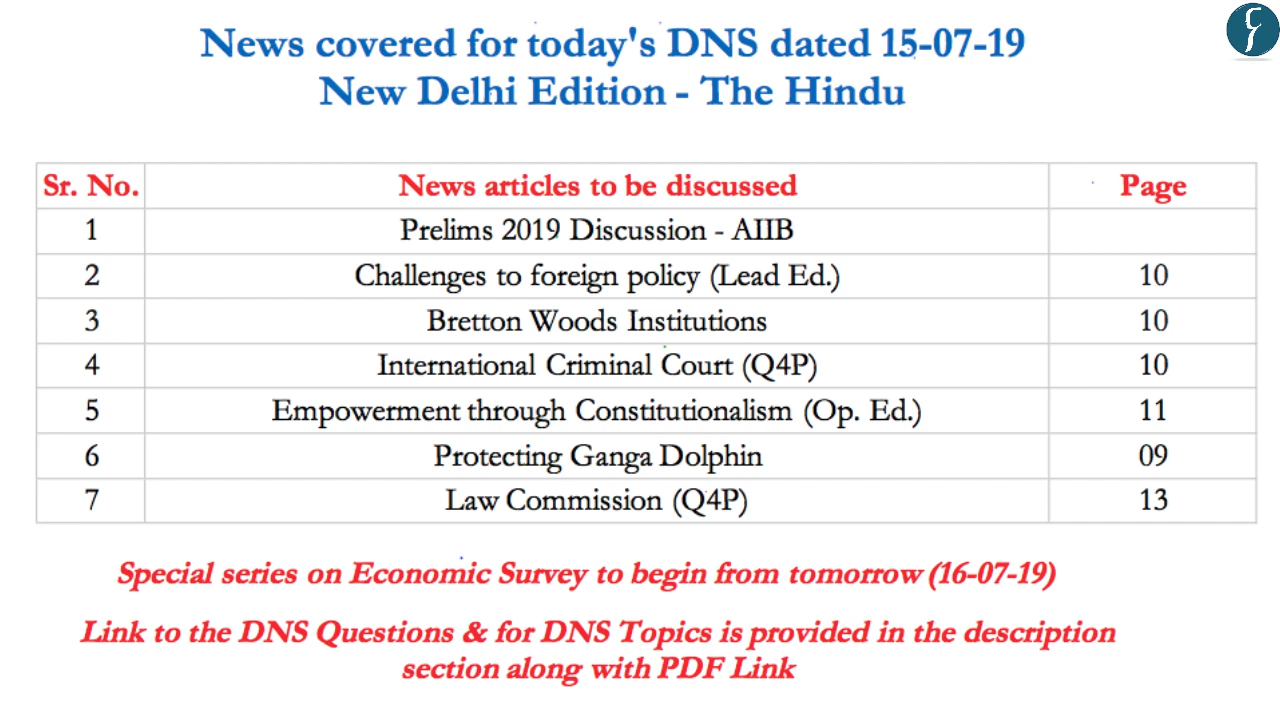 News covered for today's DNS dated 15-07-19
New Delhi Edition - The Hindu
Sr. No. News articles to be discussed Page
1 Prelims 2019 Discussion - AIIB
2 Challenges to foreign policy (Lead Ed.) 10
3 Bretton Woods Institutions 10
4 International Criminal Court (Q4P) 10
5 Empowerment through Constitutionalism (Op. Ed.) 11
6 Protecting Ganga Dolphin 09
7 Law Commission (Q4P) 13
Special series on Economic Survey to begin from tomorrow (16-07-19)
Link to the DNS Questions & for DNS Topics is provided in the description
section along with PDF Link